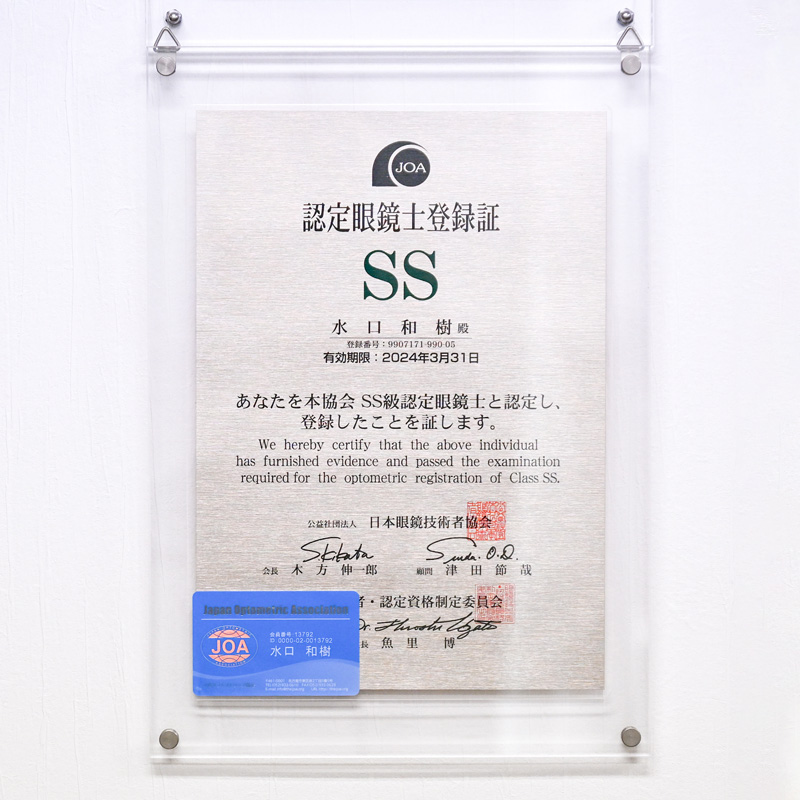 JOA
認定眼鏡士登録証
SS
水口和樹殿
登録番号：9907171-990-05
有効期限：2024年3月31日
あなたを本協会 SS級認定眼鏡士と認定し、
登録したことを証します。
We hereby certify that the above individual
has furnished evidence and passed the examination
required for the optometric registration of Class SS.
公益社団法人 日本眼鏡技術者協会
会長 木方伸一郎 顧問 津田節哉
者・認定資格制定委員会
長 魚里 博
Japan Optometric Association
JOA
会員番号:13792
ID:0000-02-0013792
水口 和樹